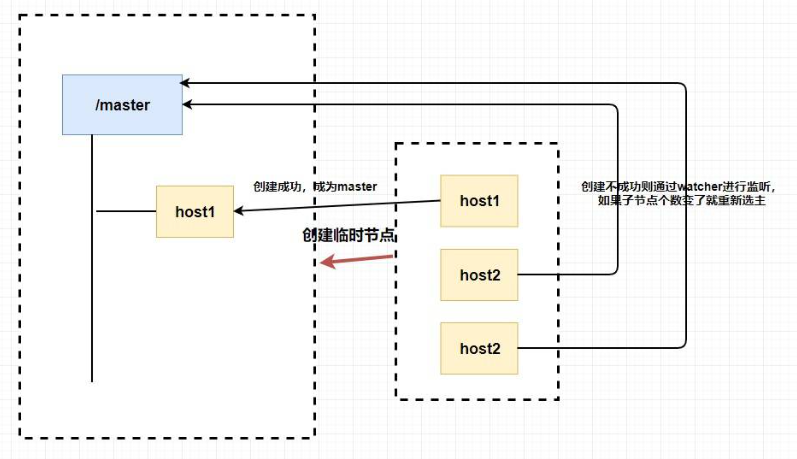 /master
host1
创建成功，成为master
创建临时节点
host1
host2
host2
创建不成功则通过watcher进行监听，
如果子节点个数变了就重新选主